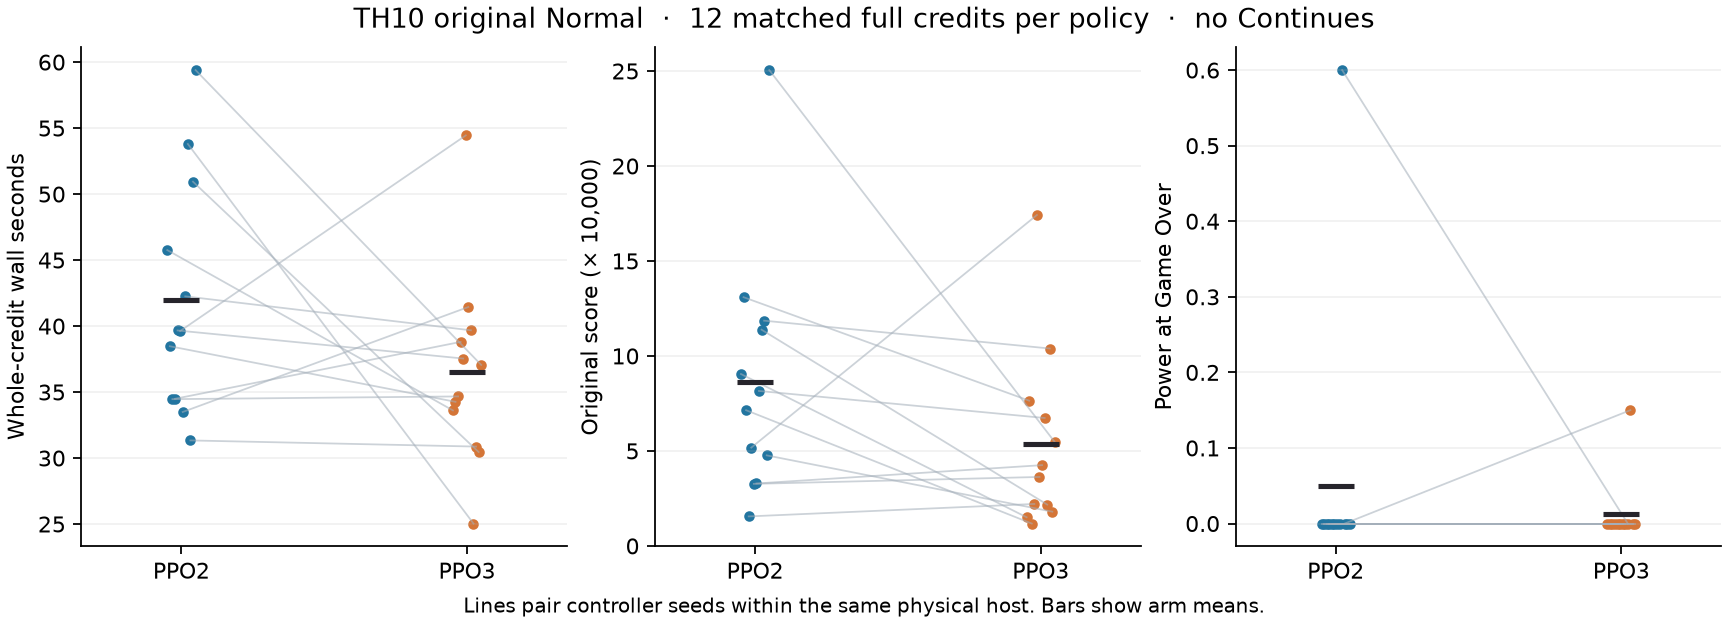 TH10 original Normal · 12 matched full credits per policy · no Continues
Whole-credit wall seconds
60
55
50
45
40
35
30
25
PPO2
PPO3
Original score (× 10,000)
25
20
15
10
5
0
PPO2
PPO3
Power at Game Over
0.6
0.5
0.4
0.3
0.2
0.1
0.0
PPO2
PPO3
Lines pair controller seeds within the same physical host. Bars show arm means.